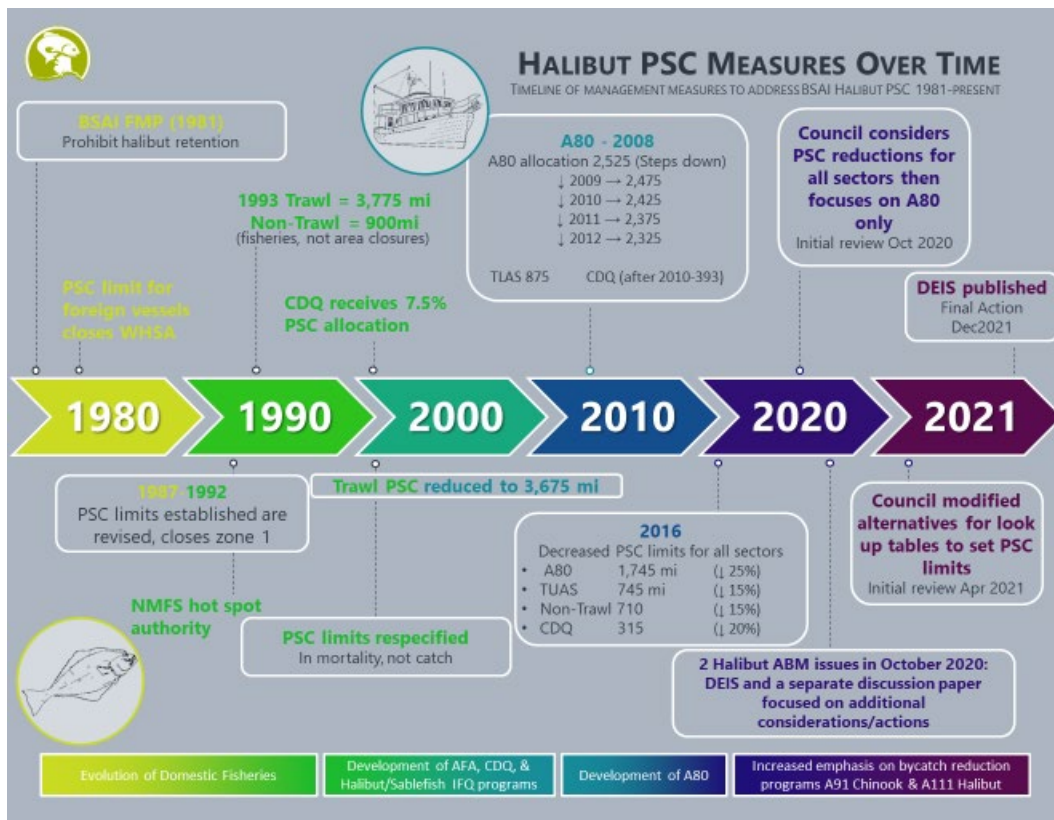 HALIBUT PSC MEASURES OVER TIME
TIMELINE OF MANAGEMENT MEASURES TO ADDRESS BSAI HALIBUT PSC 1981-PRESENT
BSAI FMP (1981)
Prohibit halibut retention
PSC limit for
foreign vessels
closes WHSA
1993 Trawl = 3,775 mi
Non-Trawl = 900mi
(fisheries, not area closures)
CDQ receives 7.5%
PSC allocation
A80 - 2008
A80 allocation 2,525 (Steps down)
↓ 2009 → 2,475
↓ 2010 → 2,425
↓ 2011 → 2,375
↓ 2012 → 2,325
TLAS 875 CDQ (after 2010-393)
Council considers
PSC reductions for
all sectors then
focuses on A80
only
Initial review Oct 2020
DEIS published
Final Action
Dec2021
1980 1990 2000 2010 2020 2021
1987-1992
PSC limits established are
revised, closes zone 1
NMFS hot spot
authority
Trawl PSC reduced to 3,675 mi
PSC limits respecified
In mortality, not catch
2016
Decreased PSC limits for all sectors
• A80 1,745 mi (↓ 25%)
• TUAS 745 mi (↓ 15%)
• Non-Trawl 710 (↓ 15%)
• CDQ 315 (↓ 20%)
2 Halibut ABM issues in October 2020:
DEIS and a separate discussion paper
focused on additional
considerations/actions
Council modified
alternatives for look
up tables to set PSC
limits
Initial review Apr 2021
Evolution of Domestic Fisheries
Development of AFA, CDQ, &
Halibut/Sablefish IFQ programs
Development of A80
Increased emphasis on bycatch reduction
programs A91 Chinook & A111 Halibut